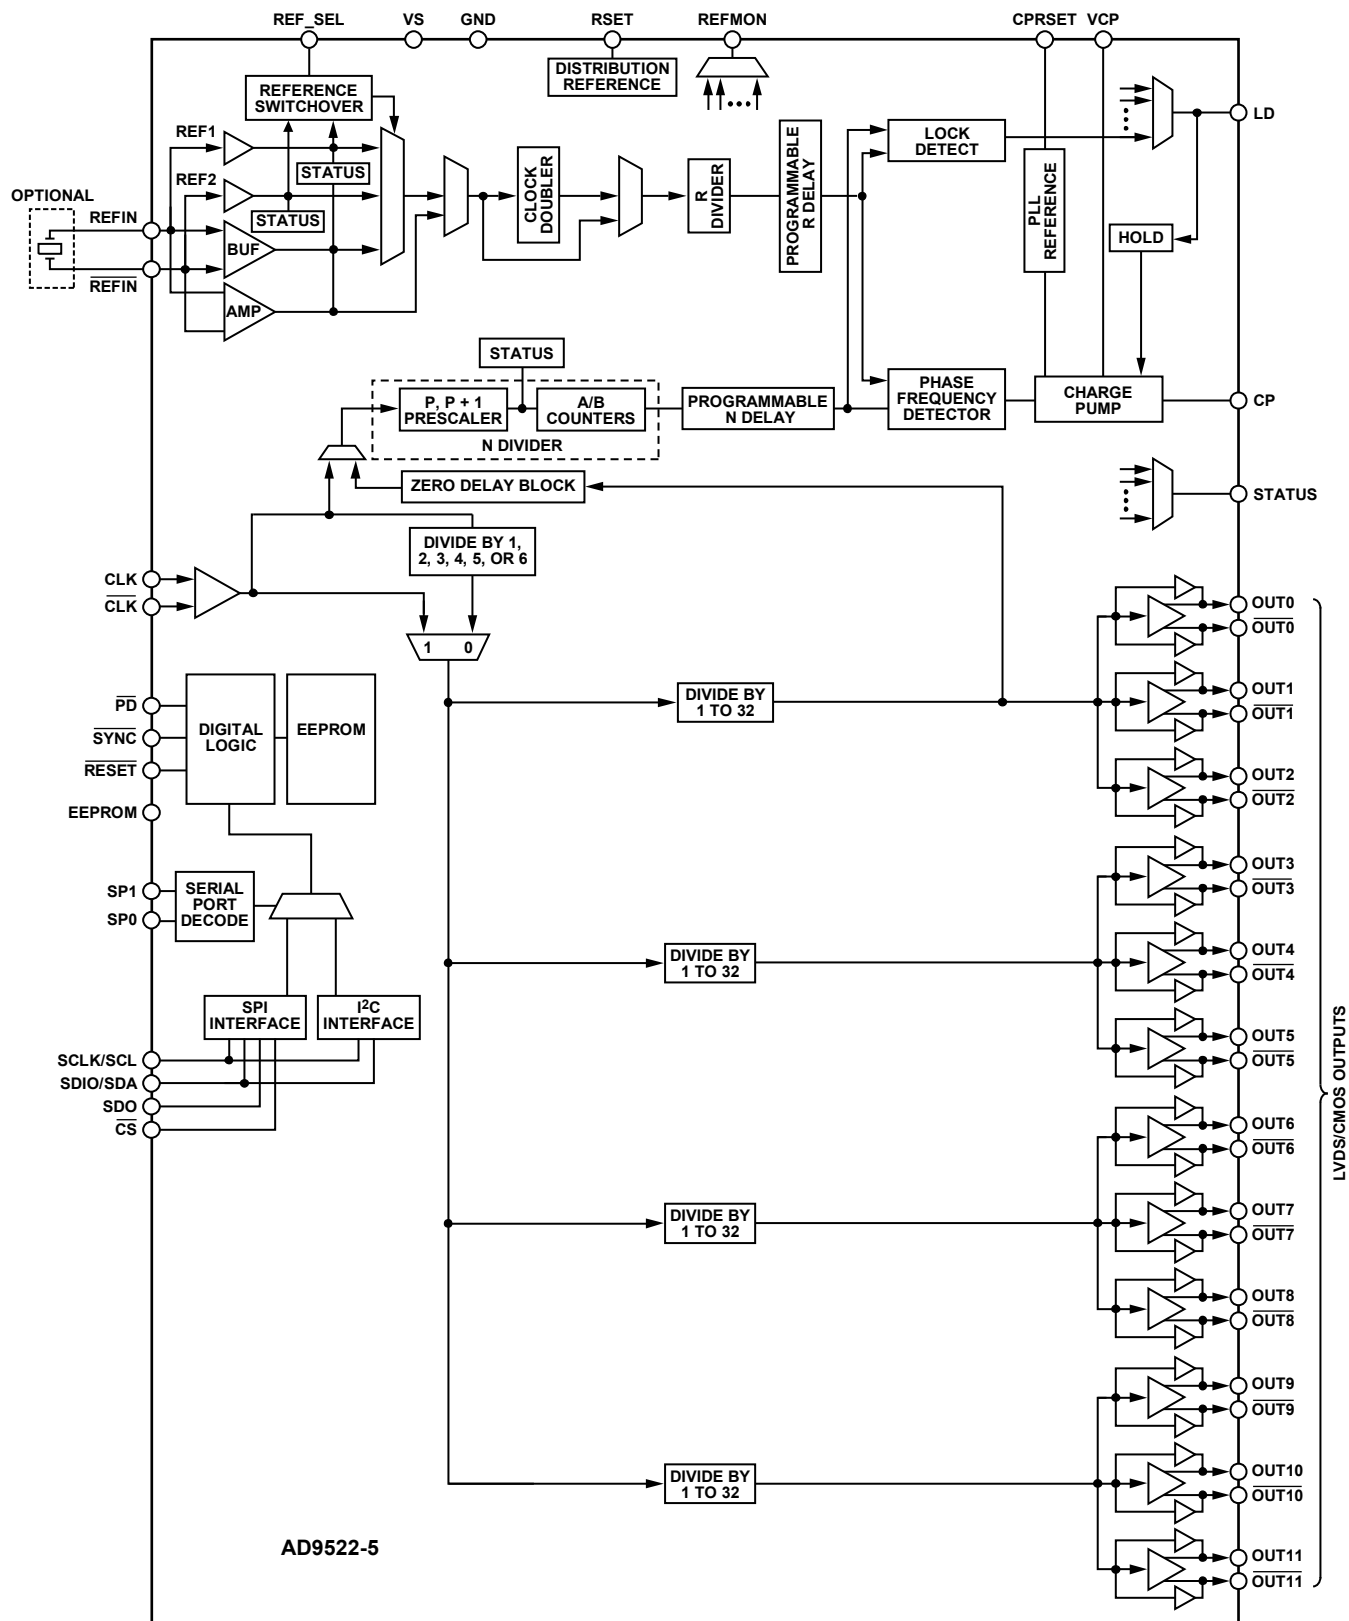 REF_SEL VS GND RSET REFMON CPRSET VCP
DISTRIBUTION
REFERENCE
REFERENCE
SWITCHOVER
REF1
REF2
STATUS
STATUS
BUF
AMP
OPTIONAL
REFIN
REFIN
CLOCK
DOUBLER
R
DIVIDER
PROGRAMMABLE
R DELAY
LOCK
DETECT
PLL
REFERENCE
HOLD
LD
STATUS
P, P + 1
PRESCALER
A/B
COUNTERS
N DIVIDER
PROGRAMMABLE
N DELAY
PHASE
FREQUENCY
DETECTOR
CHARGE
PUMP
CP
ZERO DELAY BLOCK
STATUS
DIVIDE BY 1,
2, 3, 4, 5, OR 6
CLK
CLK
1 0
PD
SYNC
RESET
EEPROM
DIGITAL
LOGIC
EEPROM
SP1
SP0
SERIAL
PORT
DECODE
SPI
INTERFACE
I2C
INTERFACE
SCLK/SCL
SDIO/SDA
SDO
CS
DIVIDE BY
1 TO 32
DIVIDE BY
1 TO 32
DIVIDE BY
1 TO 32
DIVIDE BY
1 TO 32
OUT0
OUT0
OUT1
OUT1
OUT2
OUT2
OUT3
OUT3
OUT4
OUT4
OUT5
OUT5
OUT6
OUT6
OUT7
OUT7
OUT8
OUT8
OUT9
OUT9
OUT10
OUT10
OUT11
OUT11
LVDS/CMOS OUTPUTS
AD9522-5